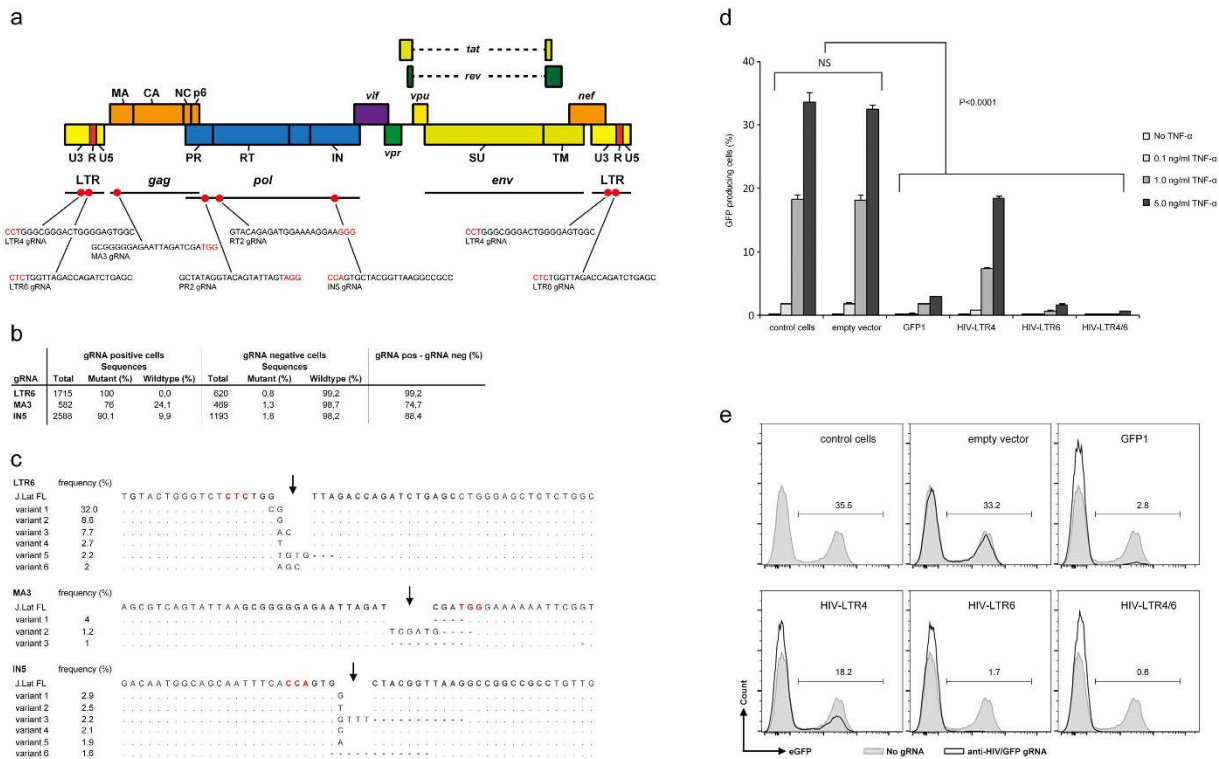 a
tat
rev
MA CA NC p6 vif vpu nef
U3 R U5 PR RT IN vpr SU TM U3 R U5
LTR gag pol env LTR
CCTGGGCGGGACTGGGGAGTGGC
LTR4 gRNA
GTACAGAGATGGAAAAGGAAGGG
RT2 gRNA
CCTGGGCGGGACTGGGGAGTGGC
LTR4 gRNA
GCGGGGGAGAATTAGATCGATGG
MA3 gRNA
CTCTGGTTAGACCAGATCTGAGC
LTR6 gRNA
GCTATAGGTACAGTATTAGTAGG
PR2 gRNA
CCAGTGCTACGGTTAAGGCCGCC
IN5 gRNA
CTCTGGTTAGACCAGATCTGAGC
LTR6 gRNA
b
gRNA positive cells gRNA negative cells gRNA pos - gRNA neg (%)
Sequences Sequences
gRNA Total Mutant (%) Wildtype (%) Total Mutant (%) Wildtype (%)
LTR6 1715 100 0,0 620 0,8 99,2 99,2
MA3 582 76 24,1 469 1,3 98,7 74,7
IN5 2588 90,1 9,9 1193 1,8 98,2 88,4
c
LTR6 frequency (%)
J.Lat FL TGTACTGGGTCTCTCTGG TTAGACCAGATCTGAGCCTGGGAGCTCTCTGGC
variant 1 32.0 CG
variant 2 8.6 G
variant 3 7.7 AC
variant 4 2.7 T
variant 5 2.2 TGTG---
variant 6 2 AGC
MA3 frequency (%)
J.Lat FL AGCGTCAGTATTAAGCGGGGGAGAATTAGAT CGATGGGAAAAAATTCGGT
variant 1 4 ----
variant 2 1.2 TCGATG----
variant 3 1 -------- -
IN5 frequency (%)
J.Lat FL GACAATGGCAGCAATTTCACCAGTG CTACGGTTAAGGCCGGCCGCCTGTTG
variant 1 2.9 G
variant 2 2.5 T
variant 3 2.2 GTTT----------
variant 4 2.1 C
variant 5 1.9 A
variant 6 1.6 -----------
d
GFP producing cells (%)
40
30
20
10
0
NS
P<0.0001
No TNF-α
0.1 ng/ml TNF-α
1.0 ng/ml TNF-α
5.0 ng/ml TNF-α
control cells empty vector GFP1 HIV-LTR4 HIV-LTR6 HIV-LTR4/6
e
control cells empty vector GFP1
35.5 33.2 2.8
HIV-LTR4 HIV-LTR6 HIV-LTR4/6
18.2 1.7 0.6
Count
eGFP No gRNA anti-HIV/GFP gRNA